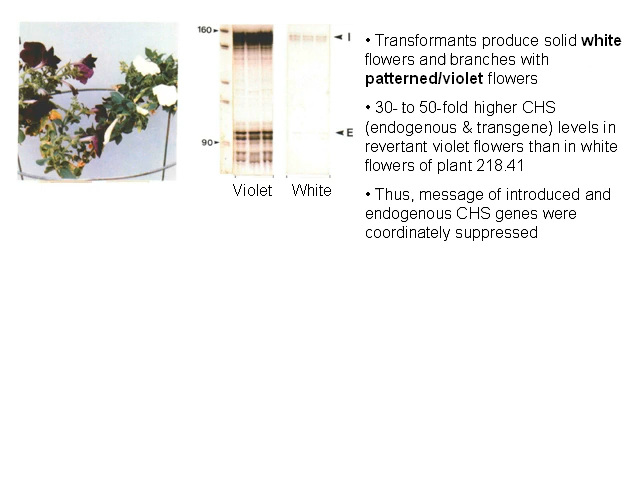 160
I
E
90
Violet White
• Transformants produce solid white
flowers and branches with
patterned/violet flowers
• 30- to 50-fold higher CHS
(endogenous & transgene) levels in
revertant violet flowers than in white
flowers of plant 218.41
• Thus, message of introduced and
endogenous CHS genes were
coordinately suppressed